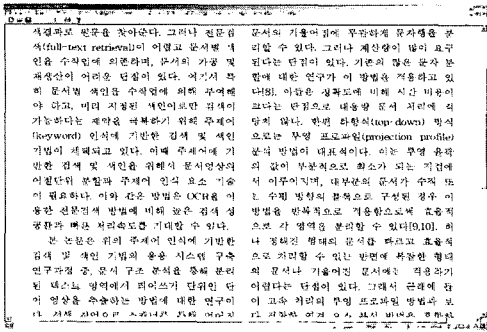 색결과로 원문을 찾아준다. 그러나 전문검
색(full-text retrieval)이 어렵고 문서별 색
인을 수작업에 의존하며, 문서의 가공 및
재생산이 어려운 단점이 있다. 여기서 특
히 문서별 색인을 수작업에 의해 부여해
야 하고, 미리 지정된 색인어로만 검색이
가능하다는 제약을 극복하기 위해 주제어
(keyword) 인식에 기반한 검색 및 색인
기법이 채택되고 있다. 이때 주제어에 기
반한 검색 및 색인을 위해서 문서영상의
어절단위 분할과 주제어 인식 요소 기술
이 필요하다. 이와 같은 방법은 OCR을 이
용한 전문검색 방법에 비해 높은 검색 성
공률과 빠른 처리속도를 기대할 수 있다.
본 논문은 위의 주제어 인식에 기반한
검색 및 색인 기법의 응용 시스템 구축
연구과정 중, 문서 구조 분석을 통해 분리
된 텍스트 영역에서 띄어쓰기 단위인 단
어 영상을 추출하는 방법에 대한 연구이
문서의 기울어짐에 무관하게 문자행을 분
리할 수 있다. 그러나 계산량이 많이 요구
된다는 단점이 있다. 기존의 많은 문자 분
할에 대한 연구가 이 방법을 적용하고 있
다[8]. 이들은 정확도에 비해 시간 비용이
크다는 단점으로 대용량 문서 처리에 적
당치 않다. 한편 하향식(top-down) 방식
으로는 투영 프로파일(projection profile)
분석 방법이 대표적이다. 이는 투영 윤곽
의 값이 부분적으로 최소가 되는 지점에
서 이루어지며, 대부분의 문서가 수직 또
는 수평 방향의 블록으로 구성된 경우 이
방법을 반복적으로 적용함으로써 효율적
으로 각 영역을 분리할 수 있다[9,10]. 허
나 정해진 형태의 문서를 빠르고 효율적
으로 처리할 수 있는 반면에 복잡한 형태
의 문서나 기울어진 문서에는 적용하기
어렵다는 단점이 있다. 그래서 근래에 들
이 고속 처리의 투영 프로파일 방법과 보